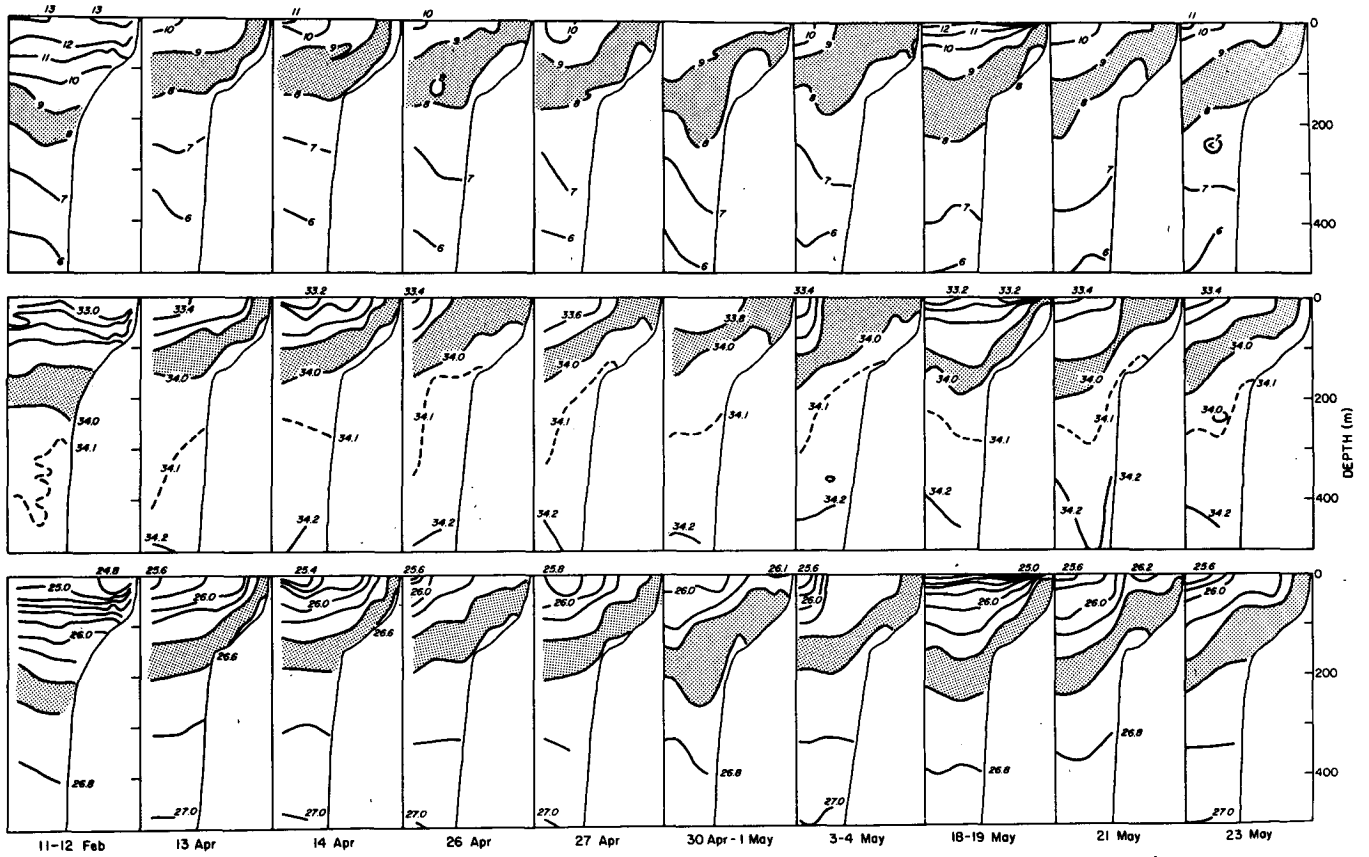 13 13 10 11 10 10 11 11
12 9 10 9 9 10 10 9 9 12 11 10 10 0
11 9 9 9
10 8 9 9 9
9 8 8 8 8 8 8 8 8
8 8 200
7 7 7 7 7 7 7 7 7 7
6 6 6 6 6 6 6 6 6 400
6
33.4 33.2 33.4 33.4 33.2 33.2 33.4 33.4
33.0 33.6 33.8 0
34.0 34.0 34.0 34.0 34.0 34.0 34.0 34.0 34.0 34.0
34.1 34.1 34.1 34.1 34.1 34.1 34.1 34.1 34.1 34.1 34.0 200
34.2 34.2 34.2 34.2 34.2 34.2 34.2 34.2 34.2 400
DEPTH (m)
24.8 25.6 25.4 25.6 25.8 26.1 25.6 25.0 25.6 26.2 25.6
25.0 26.0 26.0 26.0 26.0 26.0 26.0 26.0 0
26.0 26.6 26.6 200
26.8 26.8 26.8 26.8 400
27.0 27.0 27.0 27.0 27.0
11-12 Feb
13 Apr
14 Apr
26 Apr
27 Apr
30 Apr - 1 May
3-4 May
18-19 May
21 May
23 May